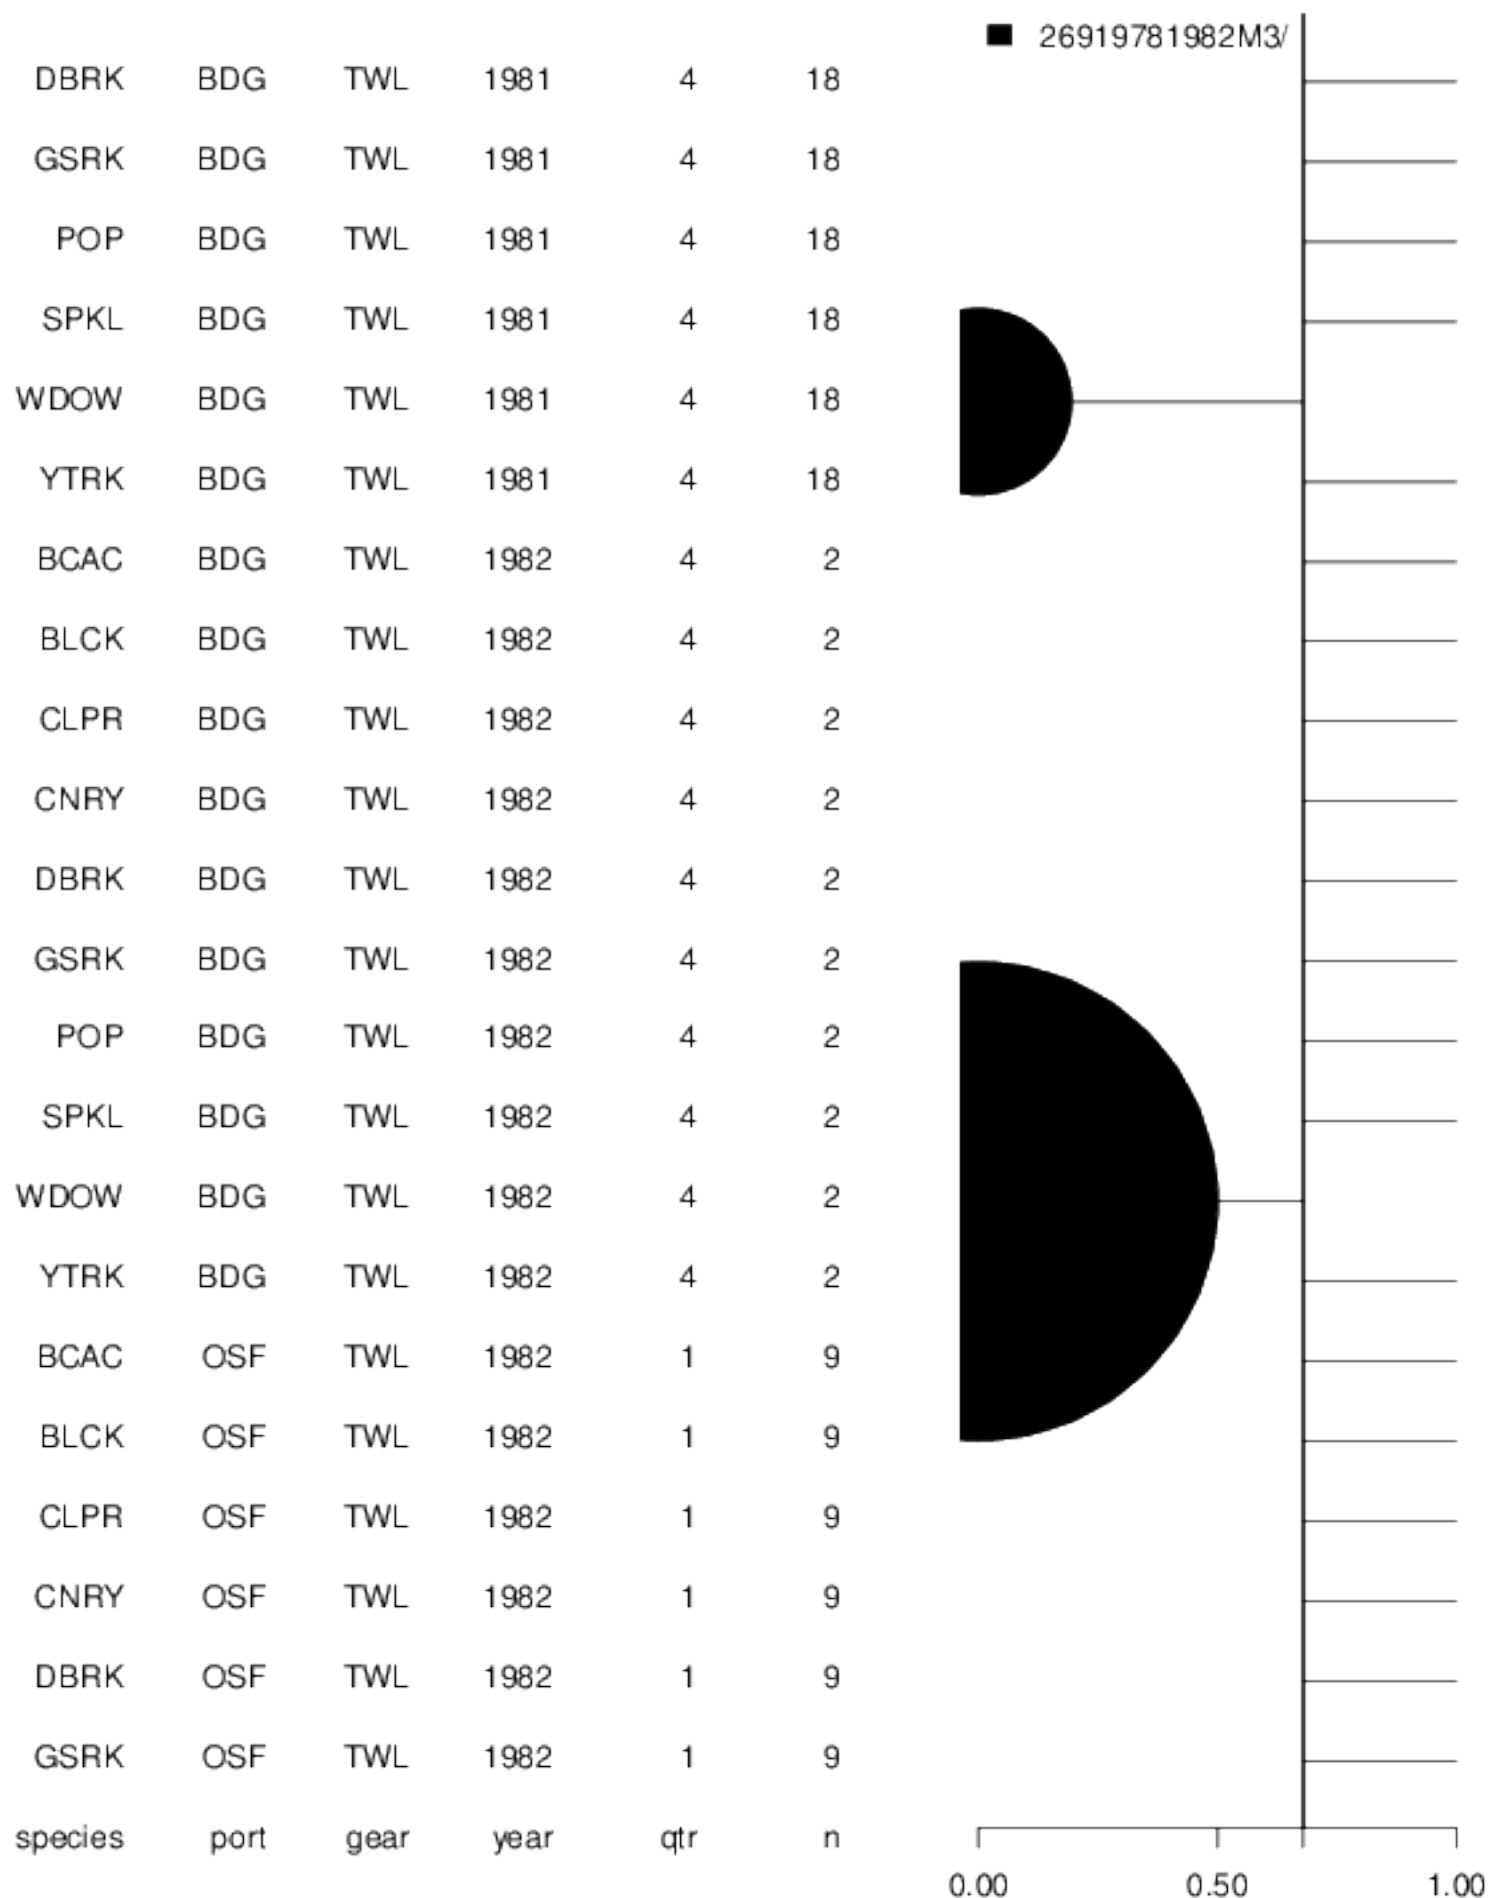 26919781982M3/
DBRK BDG TWL 1981 4 18
GSRK BDG TWL 1981 4 18
POP BDG TWL 1981 4 18
SPKL BDG TWL 1981 4 18
WDOW BDG TWL 1981 4 18
YTRK BDG TWL 1981 4 18
BCAC BDG TWL 1982 4 2
BLCK BDG TWL 1982 4 2
CLPR BDG TWL 1982 4 2
CNRY BDG TWL 1982 4 2
DBRK BDG TWL 1982 4 2
GSRK BDG TWL 1982 4 2
POP BDG TWL 1982 4 2
SPKL BDG TWL 1982 4 2
WDOW BDG TWL 1982 4 2
YTRK BDG TWL 1982 4 2
BCAC OSF TWL 1982 1 9
BLCK OSF TWL 1982 1 9
CLPR OSF TWL 1982 1 9
CNRY OSF TWL 1982 1 9
DBRK OSF TWL 1982 1 9
GSRK OSF TWL 1982 1 9
species port gear year qtr n
0.00 0.50 1.00